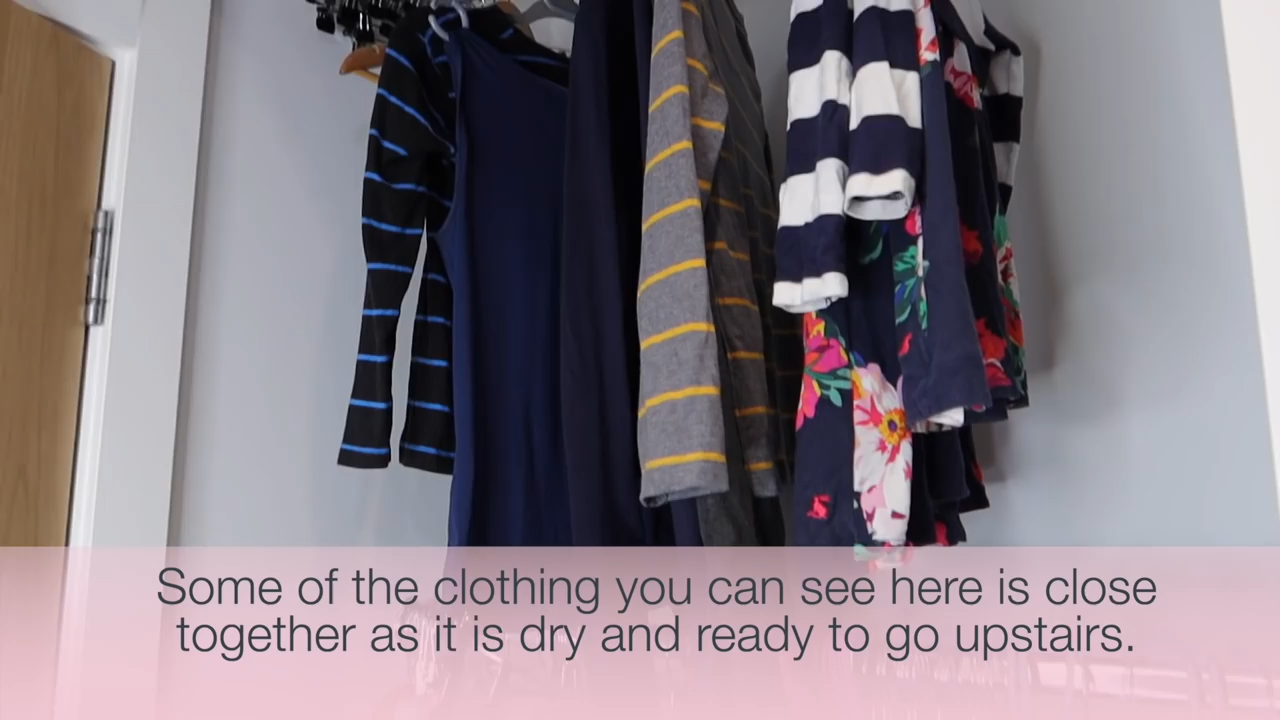 Some of the clothing you can see here is close
together as it is dry and ready to go upstairs.